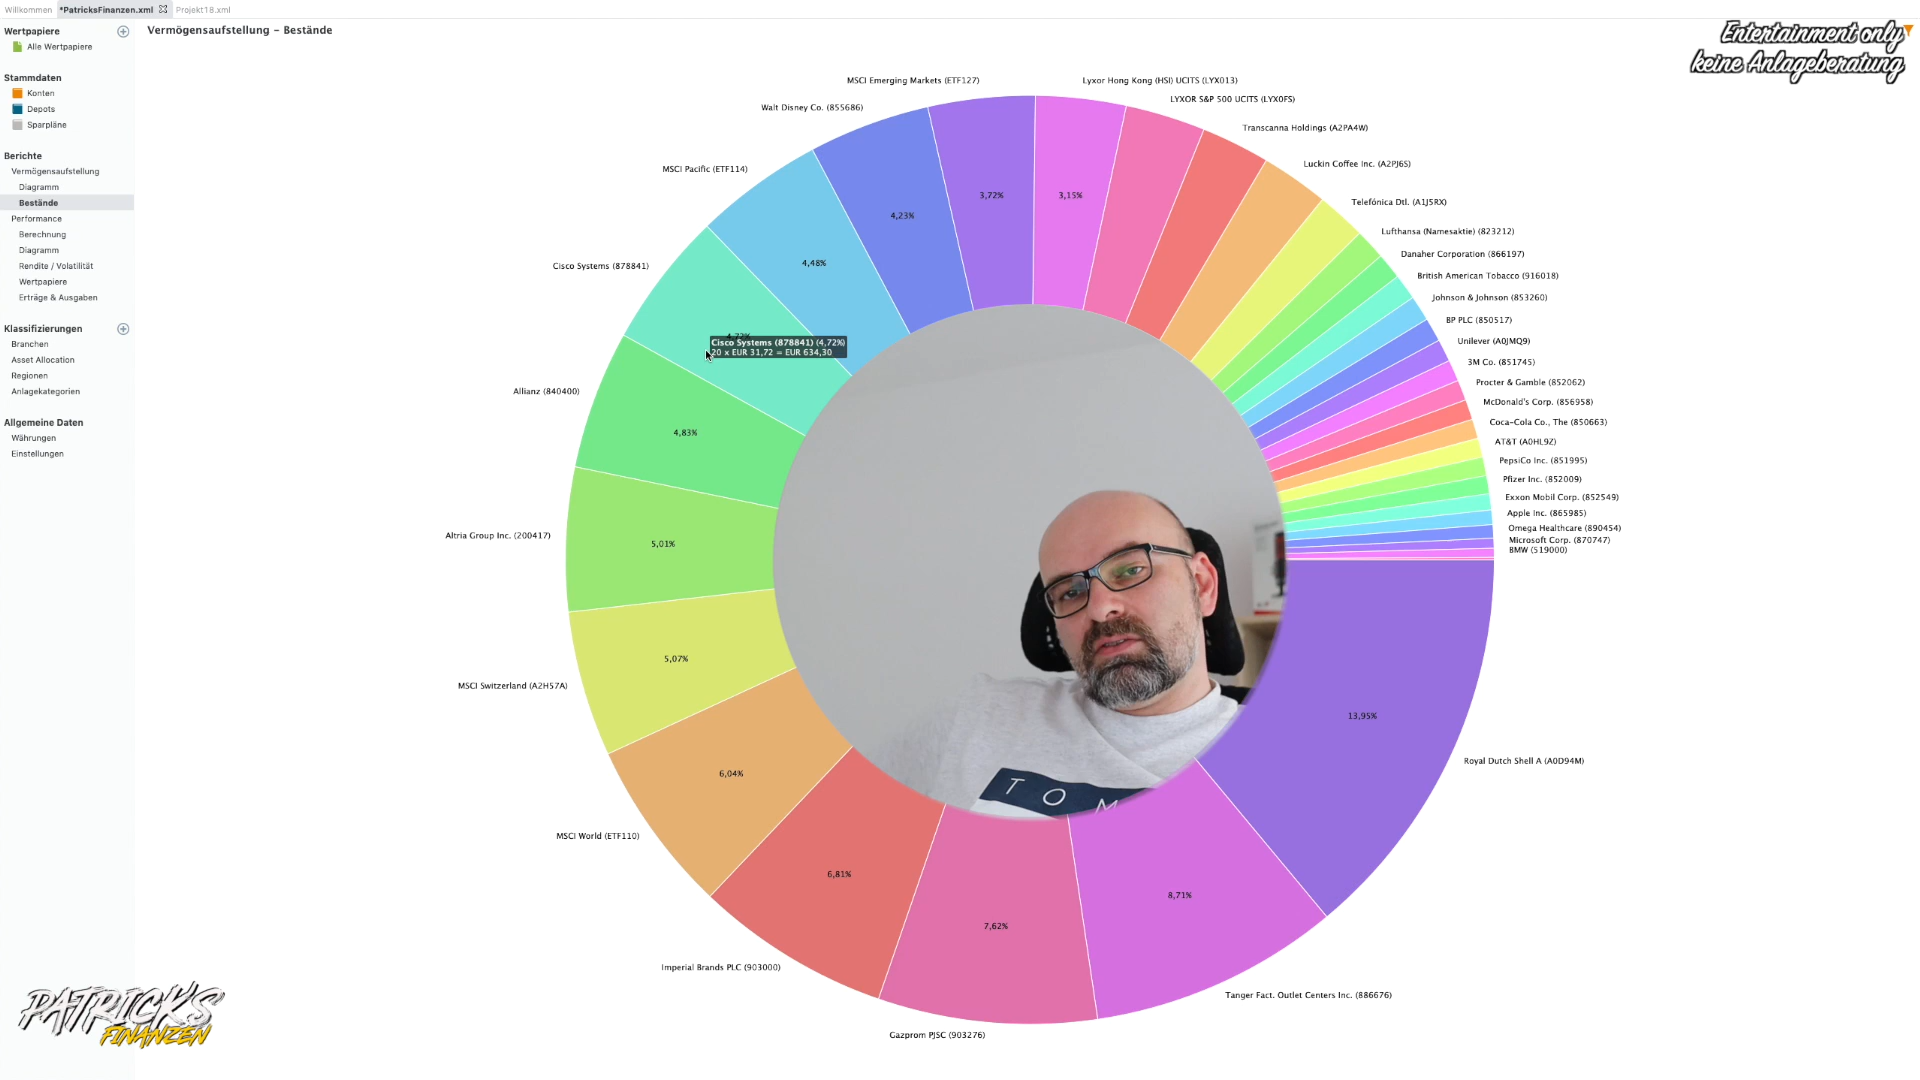 Willkommen
*PatricksFinanzen.xml
Projekt18.xml
Wertpapiere
Alle Wertpapiere
Stammdaten
Konten
Depots
Sparpläne
Berichte
Vermögensaufstellung
Diagramm
Bestände
Performance
Berechnung
Diagramm
Rendite / Volatilität
Wertpapiere
Erträge & Ausgaben
Klassifizierungen
Branchen
Asset Allocation
Regionen
Anlagekategorien
Allgemeine Daten
Währungen
Einstellungen
Vermögensaufstellung – Bestände
Entertainment only
keine Anlageberatung
MSCI Emerging Markets (ETF127)
Lyxor Hong Kong (HSI) UCITS (LYX013)
Walt Disney Co. (855686)
LYXOR S&P 500 UCITS (LYX0FS)
Transcanna Holdings (A2PA4W)
MSCI Pacific (ETF114)
Luckin Coffee Inc. (A2PJ6S)
Telefónica Dtl. (A1J5RX)
Lufthansa (Namesaktie) (823212)
Danaher Corporation (866197)
Cisco Systems (878841)
British American Tobacco (916018)
Johnson & Johnson (853260)
BP PLC (850517)
Unilever (A0JMQ9)
3M Co. (851745)
Procter & Gamble (852062)
Allianz (840400)
McDonald's Corp. (856958)
Coca-Cola Co., The (850663)
AT&T (A0HL9Z)
PepsiCo Inc. (851995)
Pfizer Inc. (852009)
Exxon Mobil Corp. (852549)
Apple Inc. (865985)
Omega Healthcare (890454)
Altria Group Inc. (200417)
Microsoft Corp. (870747)
BMW (519000)
MSCI Switzerland (A2H57A)
Royal Dutch Shell A (A0D94M)
MSCI World (ETF110)
Imperial Brands PLC (903000)
Tanger Fact. Outlet Centers Inc. (886676)
Gazprom PJSC (903276)
3,72%
3,15%
4,23%
4,48%
4,72%
Cisco Systems (878841) (4,72%)
20 x EUR 31,72 = EUR 634,30
4,83%
5,01%
5,07%
6,04%
6,81%
7,62%
8,71%
13,95%
T O M
PATRICKS
FINANZEN